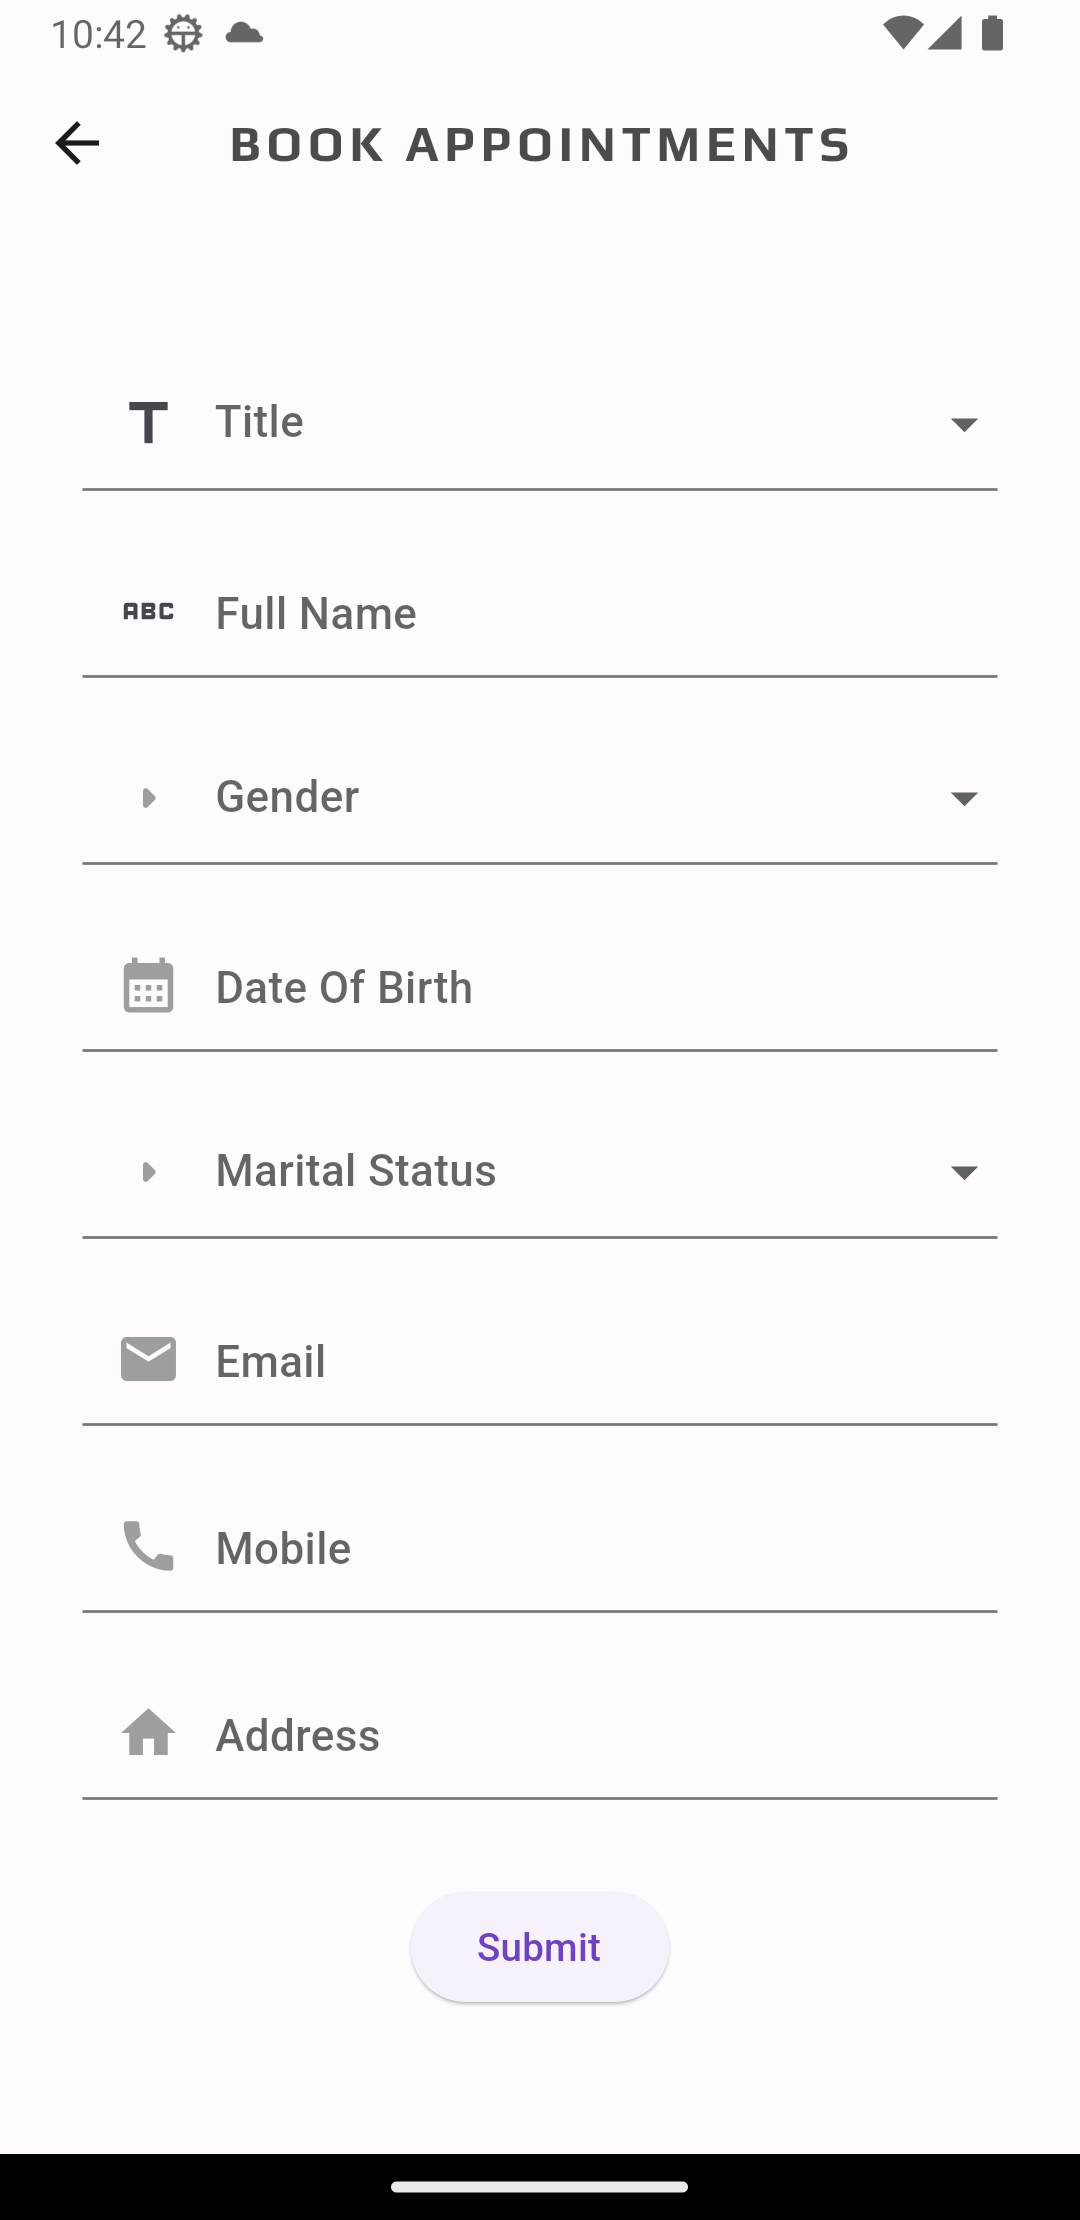 10:42
BOOK APPOINTMENTS
Title
ABC Full Name
Gender
Date Of Birth
Marital Status
Email
Mobile
Address
Submit